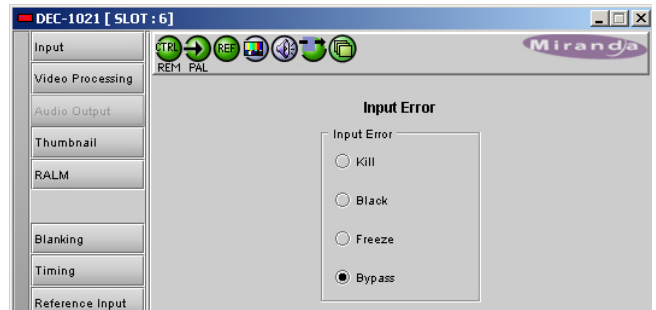 DEC-1021 [ SLOT : 6]
Input
Video Processing
Audio Output
Thumbnail
RALM
Blanking
Timing
Reference Input
CTRL
REF
REM PAL
Miranda
Input Error
Input Error
Kill
Black
Freeze
Bypass